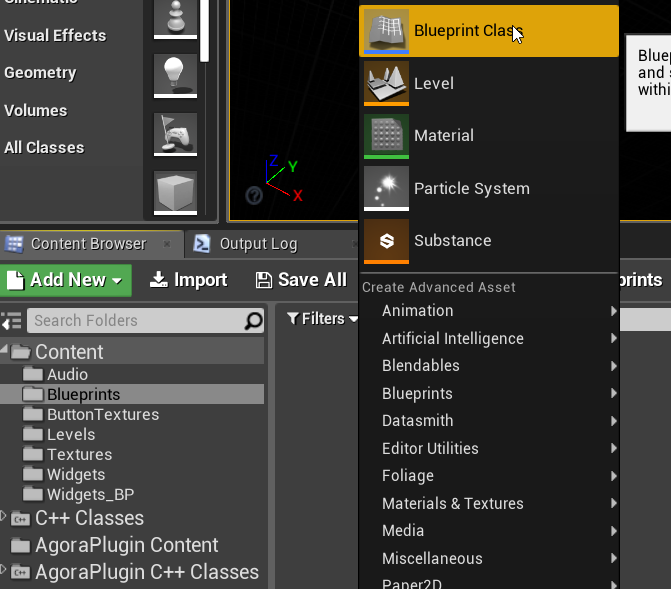 Cinematic
Visual Effects
Geometry
Volumes
All Classes
Z
Y
X
Blueprint Class
Level
Material
Particle System
Substance
Create Advanced Asset
Animation
Artificial Intelligence
Blendables
Blueprints
Datasmith
Editor Utilities
Foliage
Materials & Textures
Media
Miscellaneous
Paper2D
Bluep
and s
withi
Content Browser
Output Log
Add New
Import
Save All
prints
Search Folders
Filters
Content
Audio
Blueprints
ButtonTextures
Levels
Textures
Widgets
Widgets_BP
C++ Classes
AgoraPlugin Content
AgoraPlugin C++ Classes